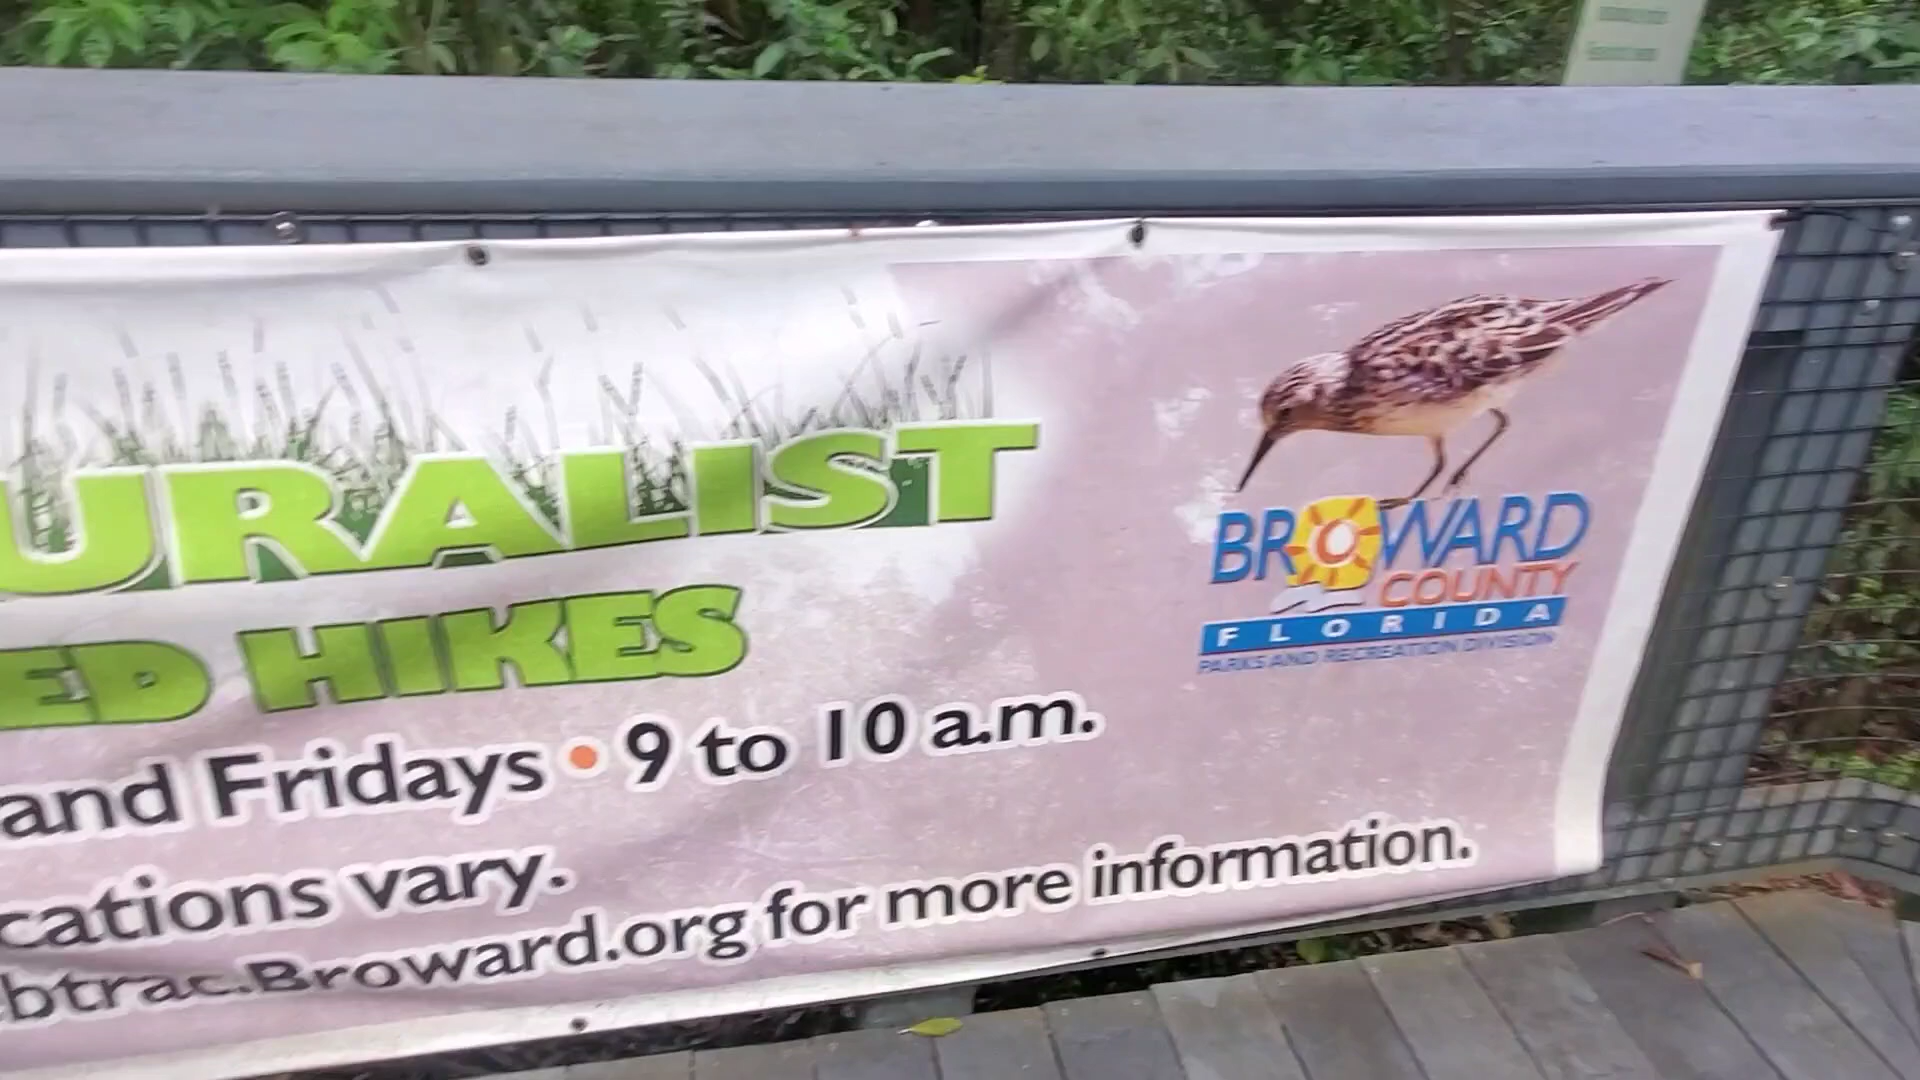 URALIST
ED HIKES
and Fridays • 9 to 10 a.m.
cations vary.
btrac.Broward.org for more information.
BROWARD
COUNTY
FLORIDA
PARKS AND RECREATION DIVISION